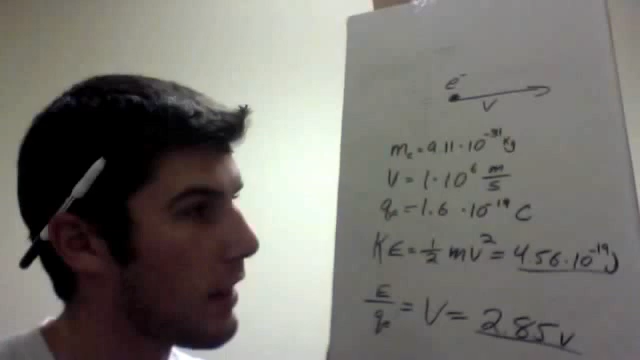 e⁻
v
mₑ = 9.11 · 10⁻³¹ kg
v = 1 · 10⁶ m/s
qₑ = 1.6 · 10⁻¹⁹ C
KE = 1/2 mv² = 4.56 · 10⁻¹⁹ J
E/qₑ = V = 2.85 v